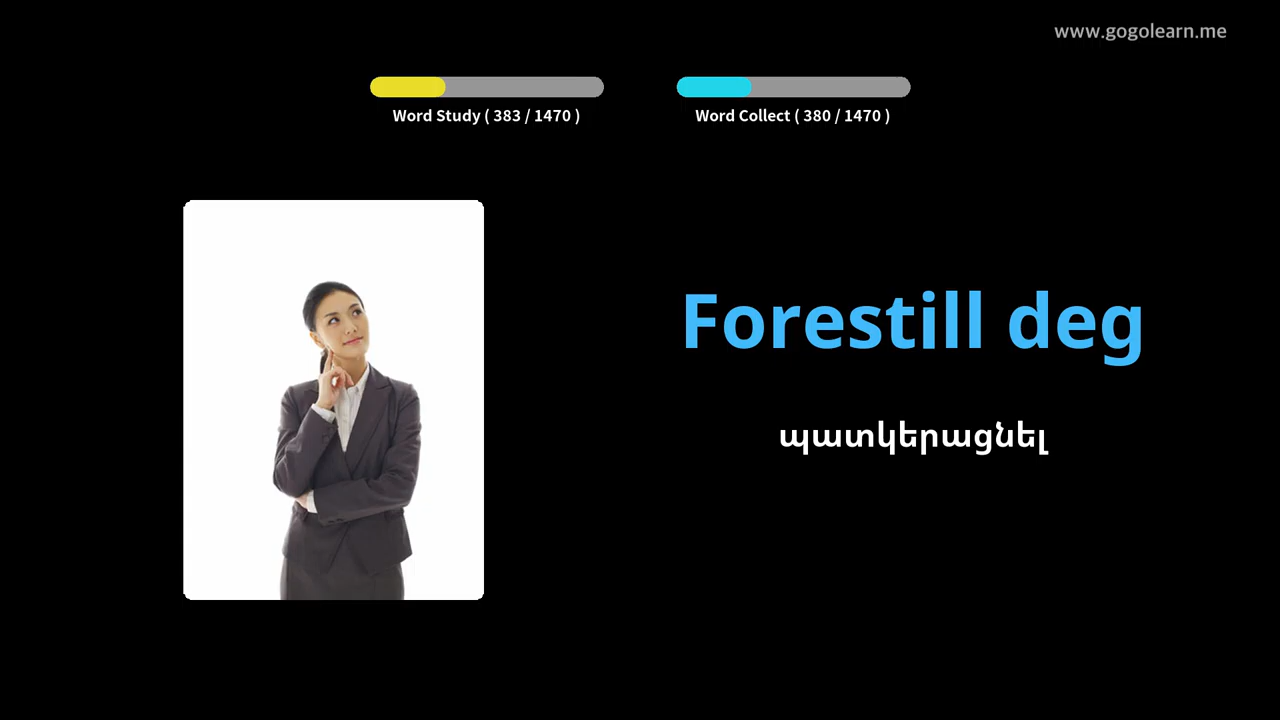 www.gogolearn.me
Word Study ( 383 / 1470 )
Word Collect ( 380 / 1470 )
Forestill deg
պատկերացնել